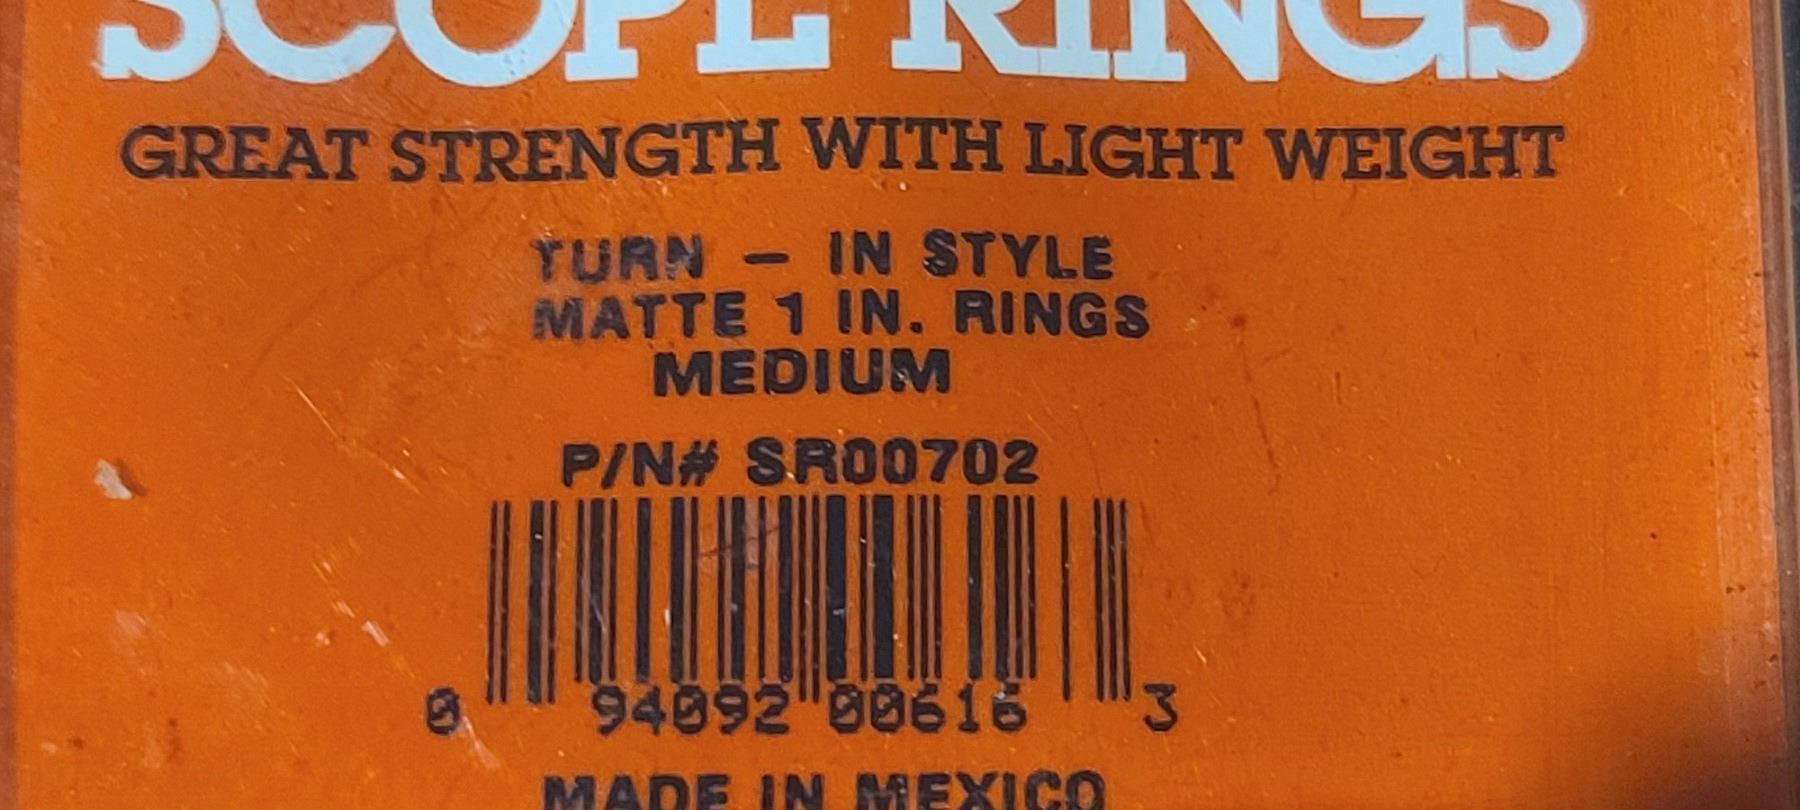 SCOPE RINGS
GREAT STRENGTH WITH LIGHT WEIGHT
TURN – IN STYLE
MATTE 1 IN. RINGS
MEDIUM
P/N# SR00702
0 94092 00616 3
MADE IN MEXICO